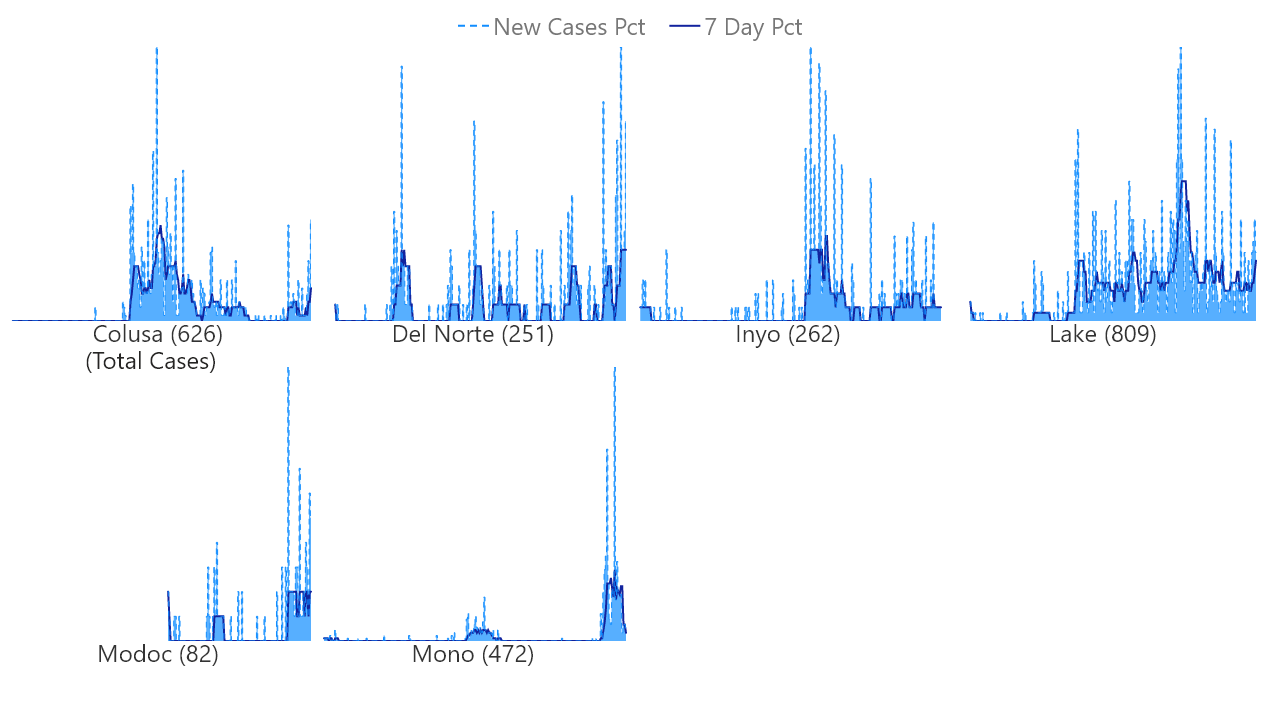 New Cases Pct 7 Day Pct
Colusa (626) Del Norte (251) Inyo (262) Lake (809)
(Total Cases)
Modoc (82) Mono (472)